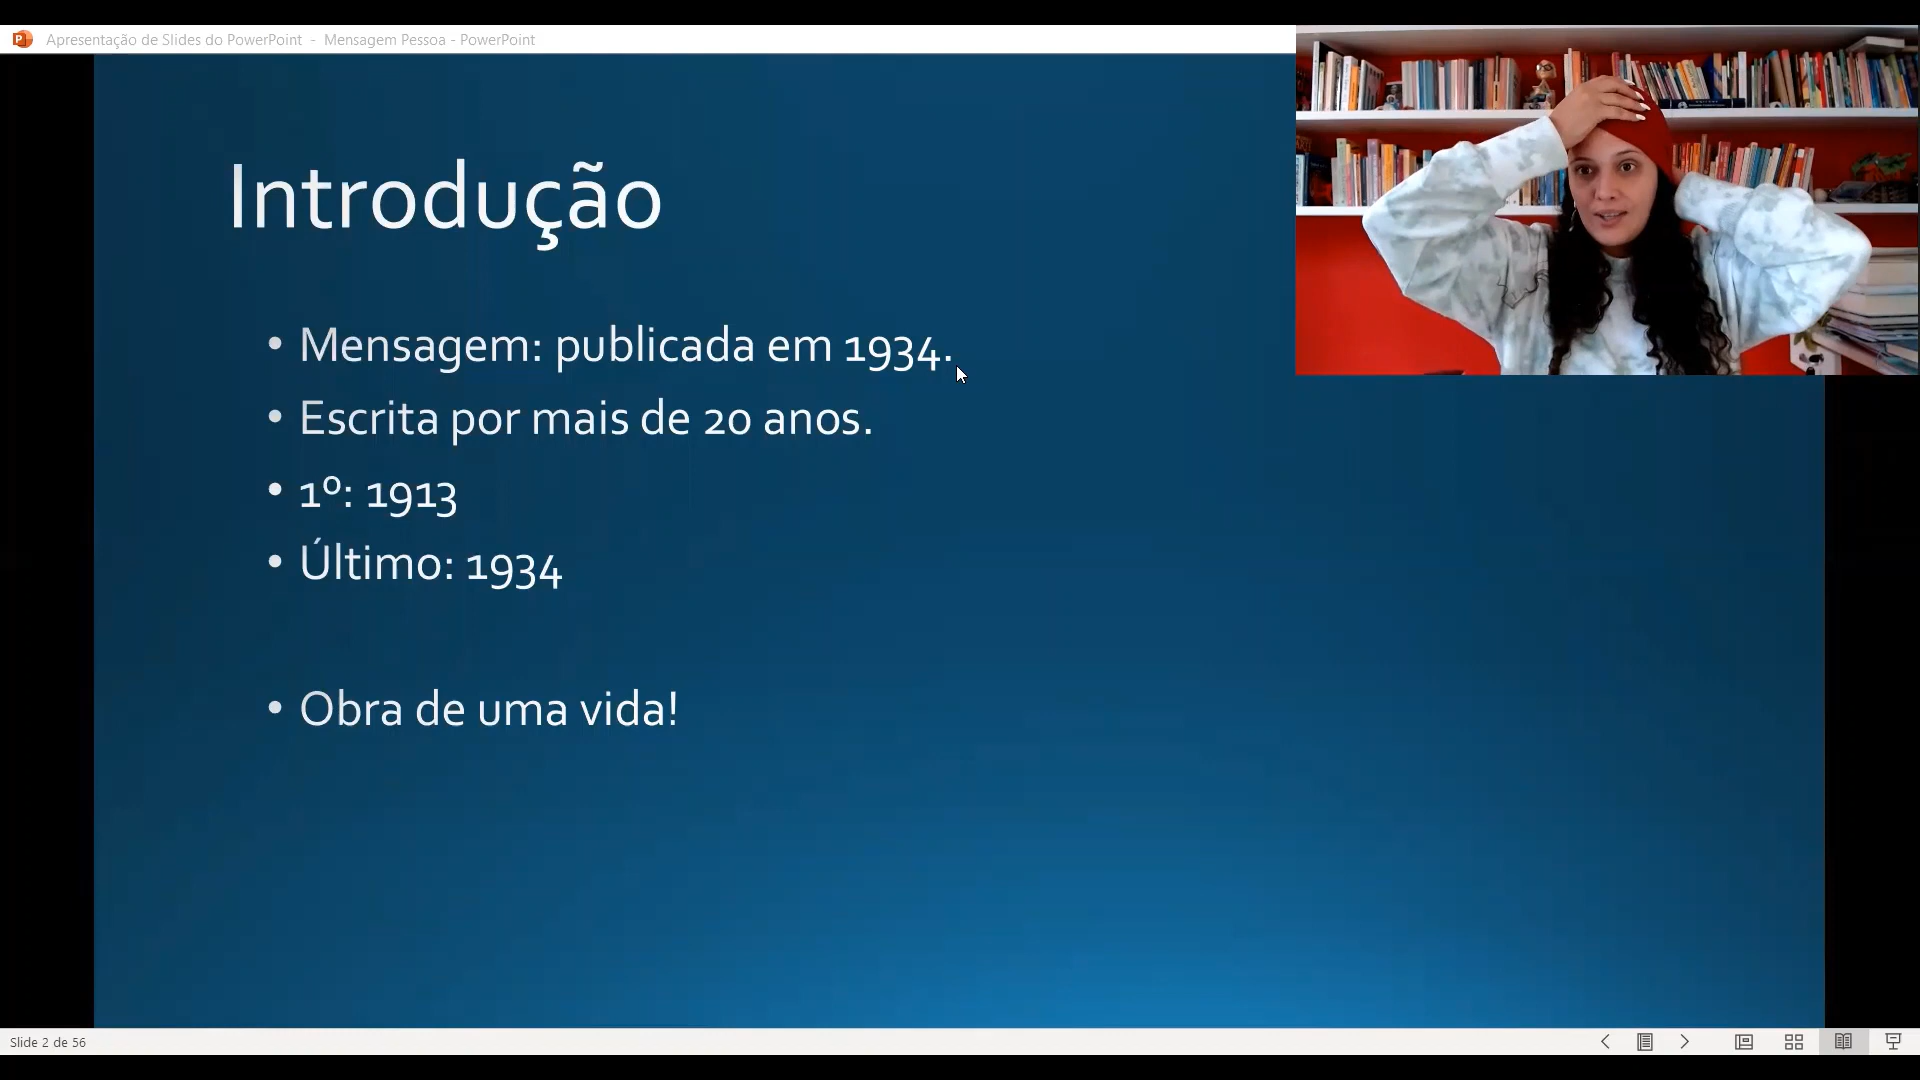 Apresentação de Slides do PowerPoint - Mensagem Pessoa - PowerPoint
Introdução
• Mensagem: publicada em 1934.
• Escrita por mais de 20 anos.
• 1º: 1913
• Último: 1934
• Obra de uma vida!
Slide 2 de 56